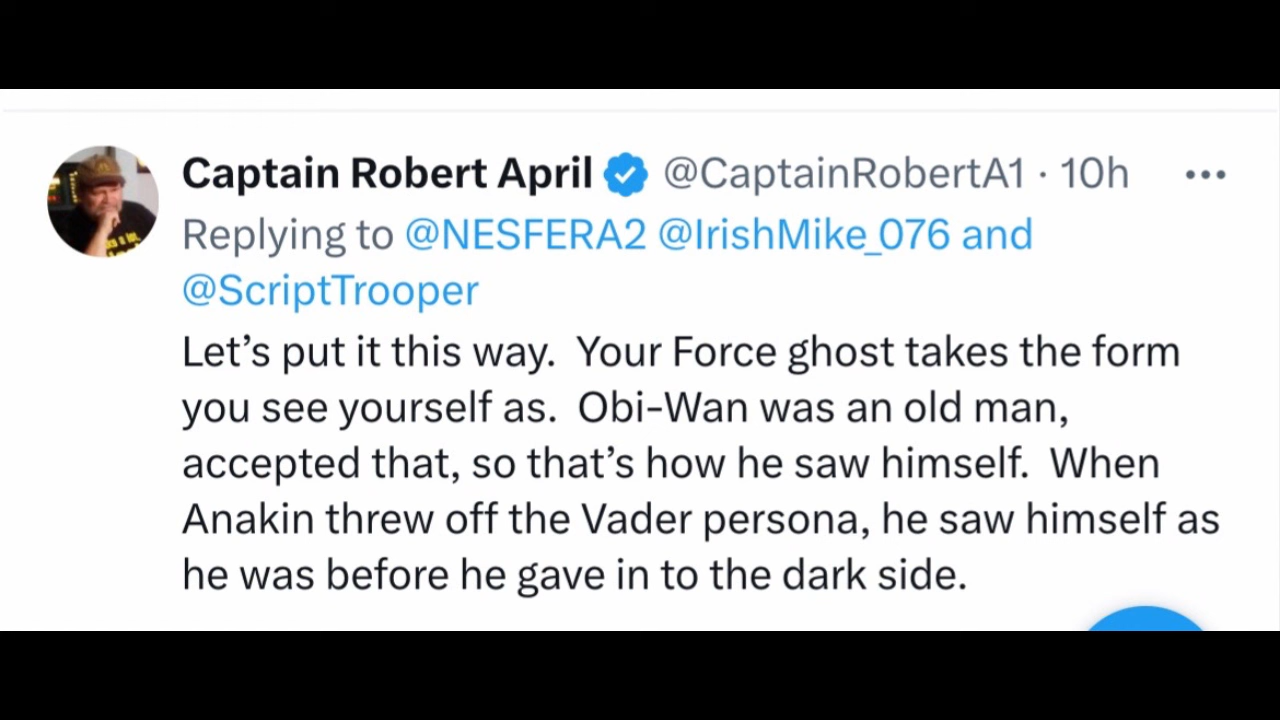 Captain Robert April @CaptainRobertA1 · 10h ...
Replying to @NESFERA2 @IrishMike_076 and
@ScriptTrooper
Let’s put it this way.  Your Force ghost takes the form
you see yourself as.  Obi-Wan was an old man,
accepted that, so that’s how he saw himself.  When
Anakin threw off the Vader persona, he saw himself as
he was before he gave in to the dark side.